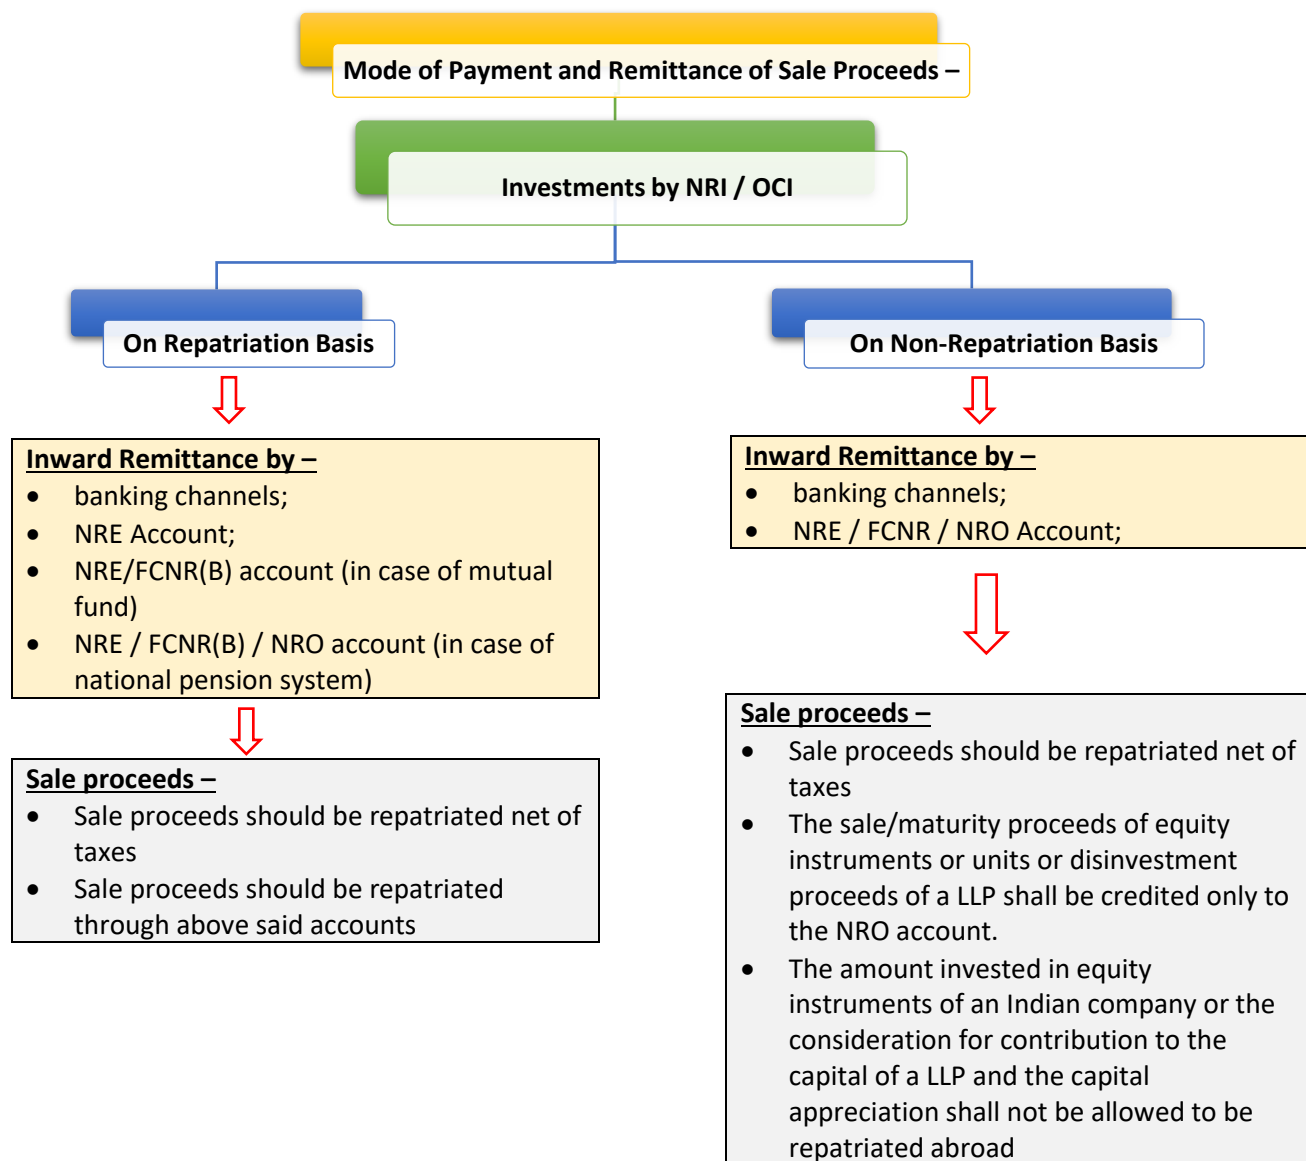 Mode of Payment and Remittance of Sale Proceeds –
Investments by NRI / OCI
On Repatriation Basis
On Non-Repatriation Basis
Inward Remittance by –
• banking channels;
• NRE Account;
• NRE/FCNR(B) account (in case of mutual
fund)
• NRE / FCNR(B) / NRO account (in case of
national pension system)
Sale proceeds –
• Sale proceeds should be repatriated net of
taxes
• Sale proceeds should be repatriated
through above said accounts
Inward Remittance by –
• banking channels;
• NRE / FCNR / NRO Account;
Sale proceeds –
• Sale proceeds should be repatriated net of
taxes
• The sale/maturity proceeds of equity
instruments or units or disinvestment
proceeds of a LLP shall be credited only to
the NRO account.
• The amount invested in equity
instruments of an Indian company or the
consideration for contribution to the
capital of a LLP and the capital
appreciation shall not be allowed to be
repatriated abroad